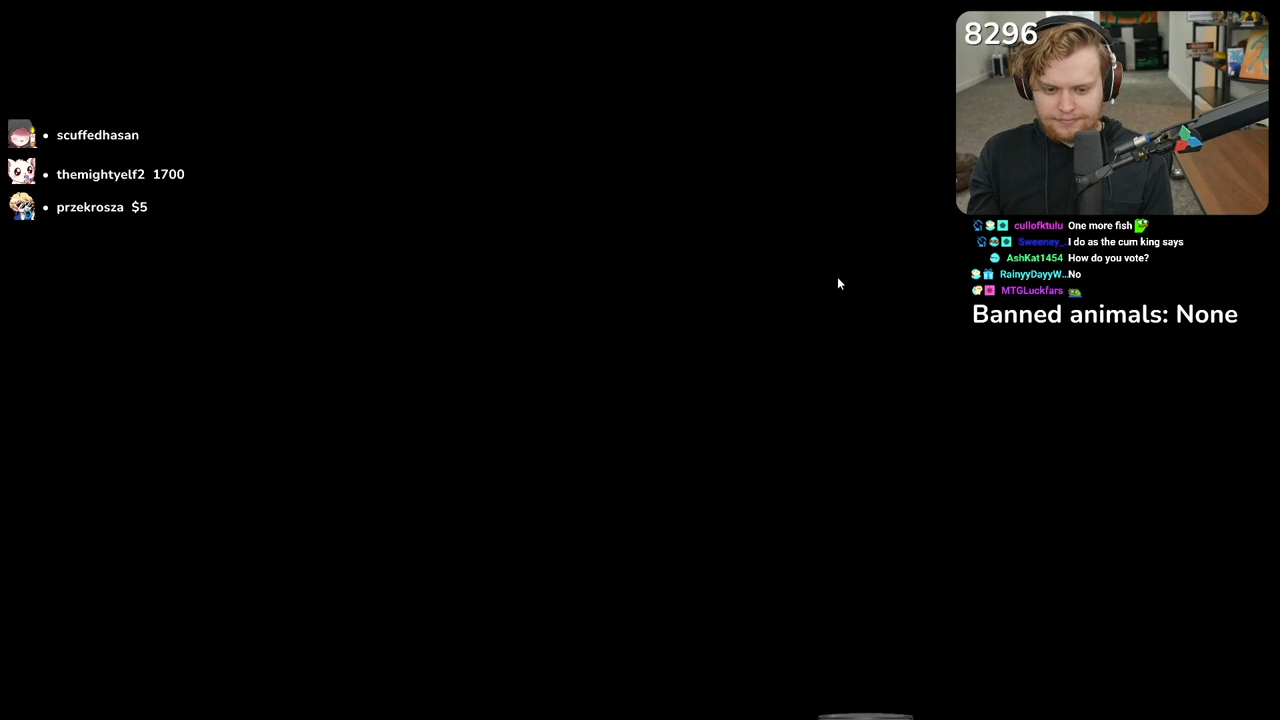 8296
scuffedhasan
themightyelf2 1700
przekrosza $5
cullofktulu One more fish
Sweeney_... I do as the cum king says
AshKat1454 How do you vote?
RainyyDayyW... No
MTGLuckfars
Banned animals: None